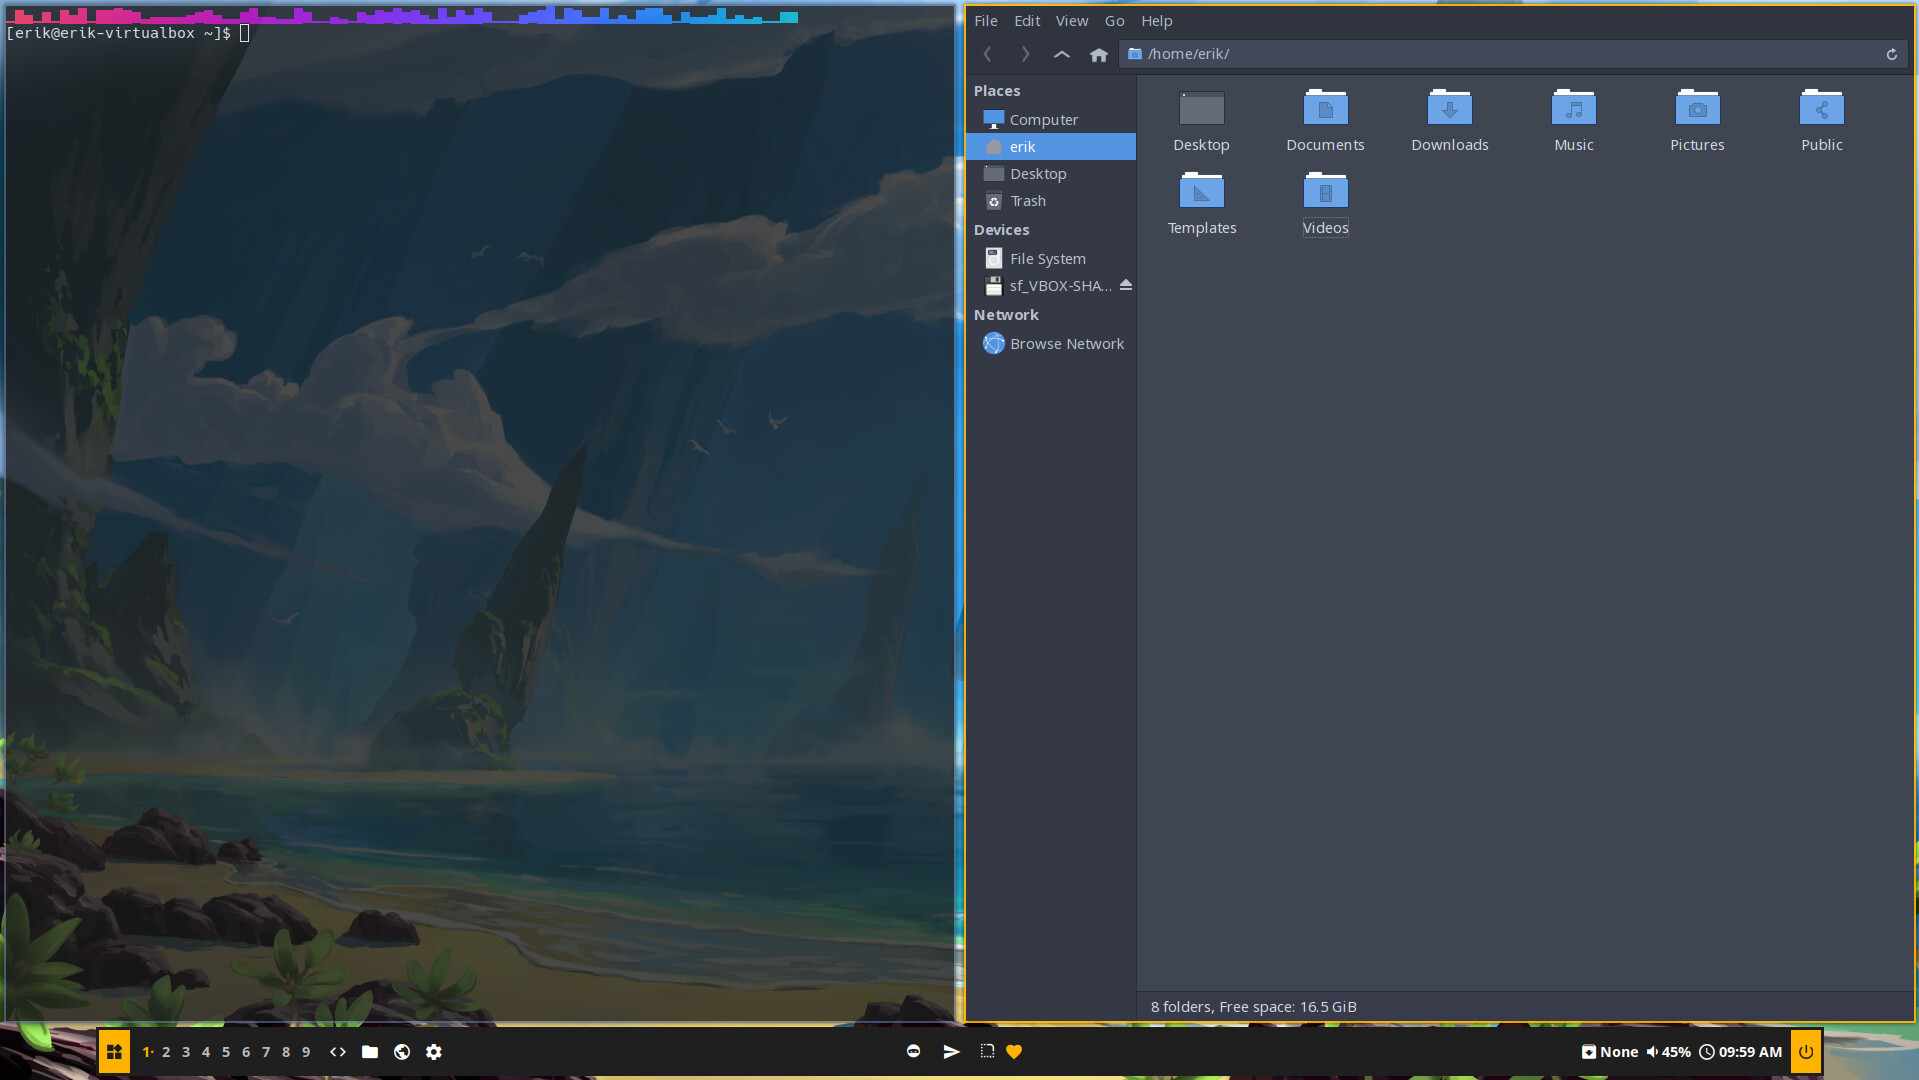 [erik@erik-virtualbox ~]$
File Edit View Go Help
/home/erik/
Places
Computer
erik
Desktop
Trash
Devices
File System
sf_VBOX-SHA...
Network
Browse Network
Desktop Documents Downloads Music Pictures Public
Templates Videos
8 folders, Free space: 16.5 GiB
1· 2 3 4 5 6 7 8 9 <> None 45% 09:59 AM